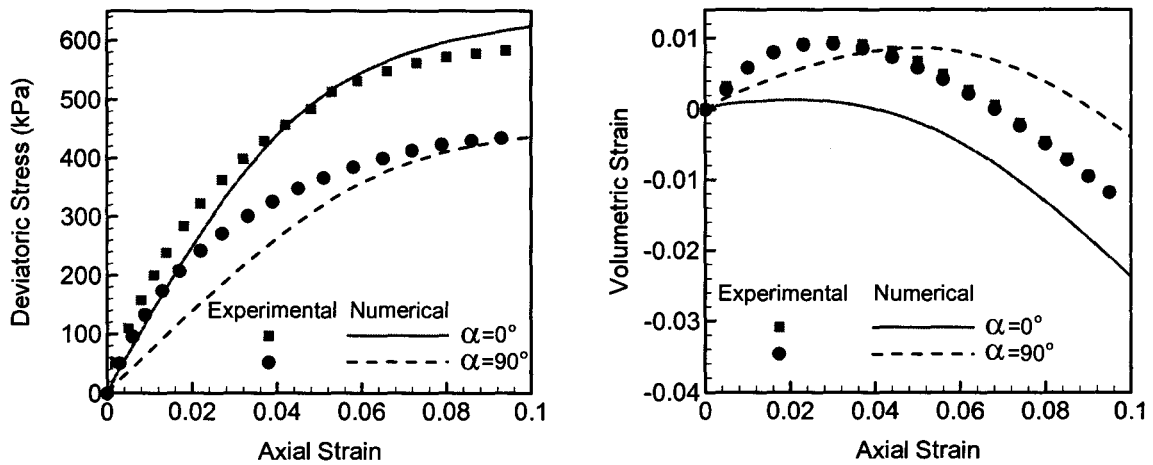 Deviatoric Stress (kPa)
600
500
400
300
200
100
0
0
0.02
0.04
0.06
0.08
0.1
Axial Strain
Experimental Numerical
α=0°
α=90°
Volumetric Strain
0.01
0
-0.01
-0.02
-0.03
-0.04
0
0.02
0.04
0.06
0.08
0.1
Axial Strain
Experimental Numerical
α=0°
α=90°